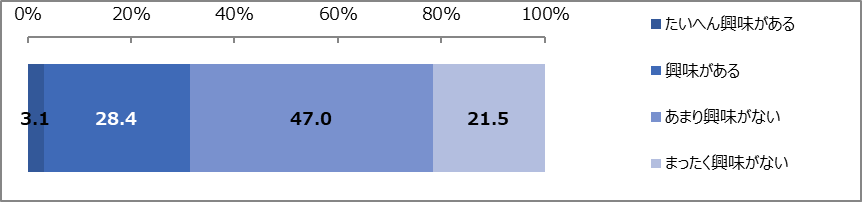 0% 20% 40% 60% 80% 100%
3.1 28.4 47.0 21.5
たいへん興味がある
興味がある
あまり興味がない
まったく興味がない